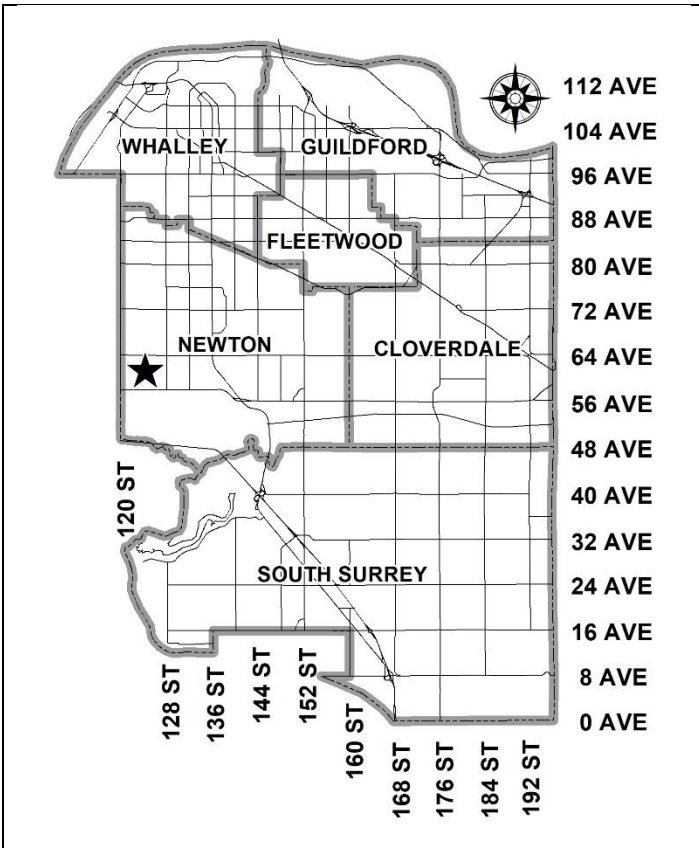 112 AVE
104 AVE
WHALLEY
GUILDFORD
96 AVE
88 AVE
FLEETWOOD
80 AVE
72 AVE
NEWTON
CLOVERDALE
64 AVE
56 AVE
48 AVE
120 ST
40 AVE
32 AVE
SOUTH SURREY
24 AVE
16 AVE
128 ST
136 ST
144 ST
152 ST
160 ST
8 AVE
0 AVE
168 ST
176 ST
184 ST
192 ST